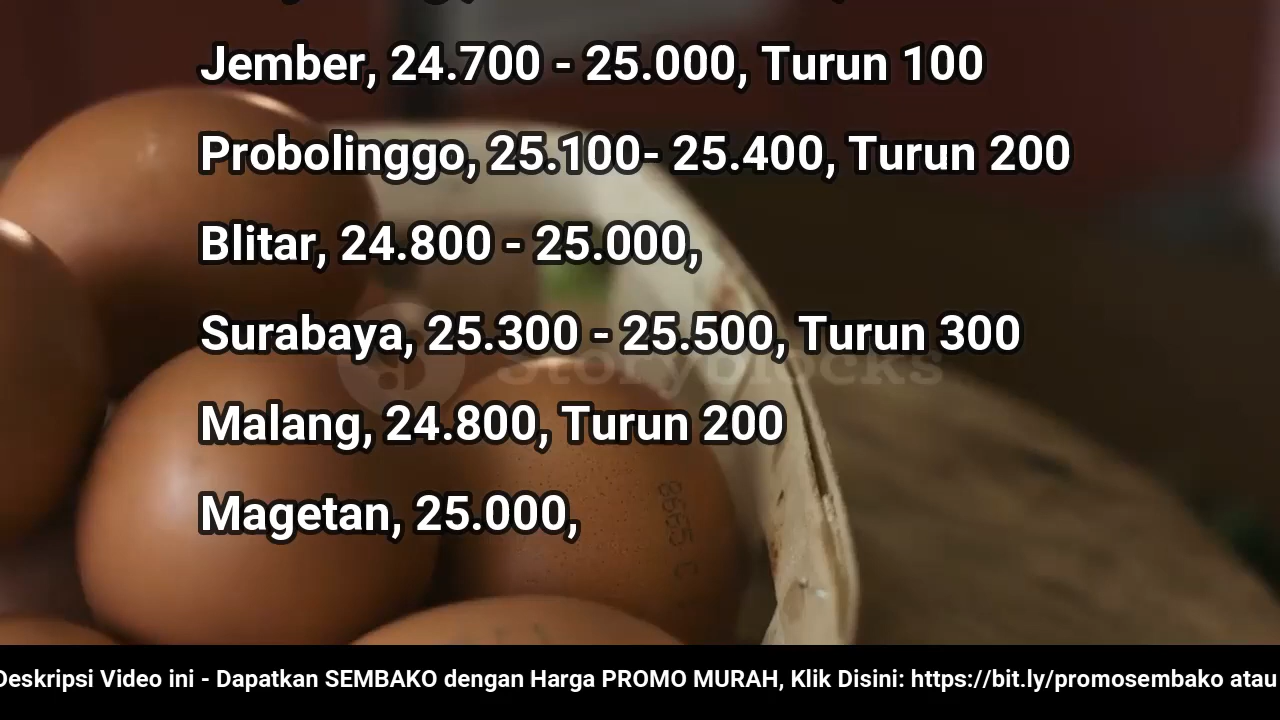 Jember, 24.700 - 25.000, Turun 100
Probolinggo, 25.100- 25.400, Turun 200
Blitar, 24.800 - 25.000,
Surabaya, 25.300 - 25.500, Turun 300
Storyblocks
Malang, 24.800, Turun 200
Magetan, 25.000,
8665 C
Deskripsi Video ini - Dapatkan SEMBAKO dengan Harga PROMO MURAH, Klik Disini: https://bit.ly/promosembako atau